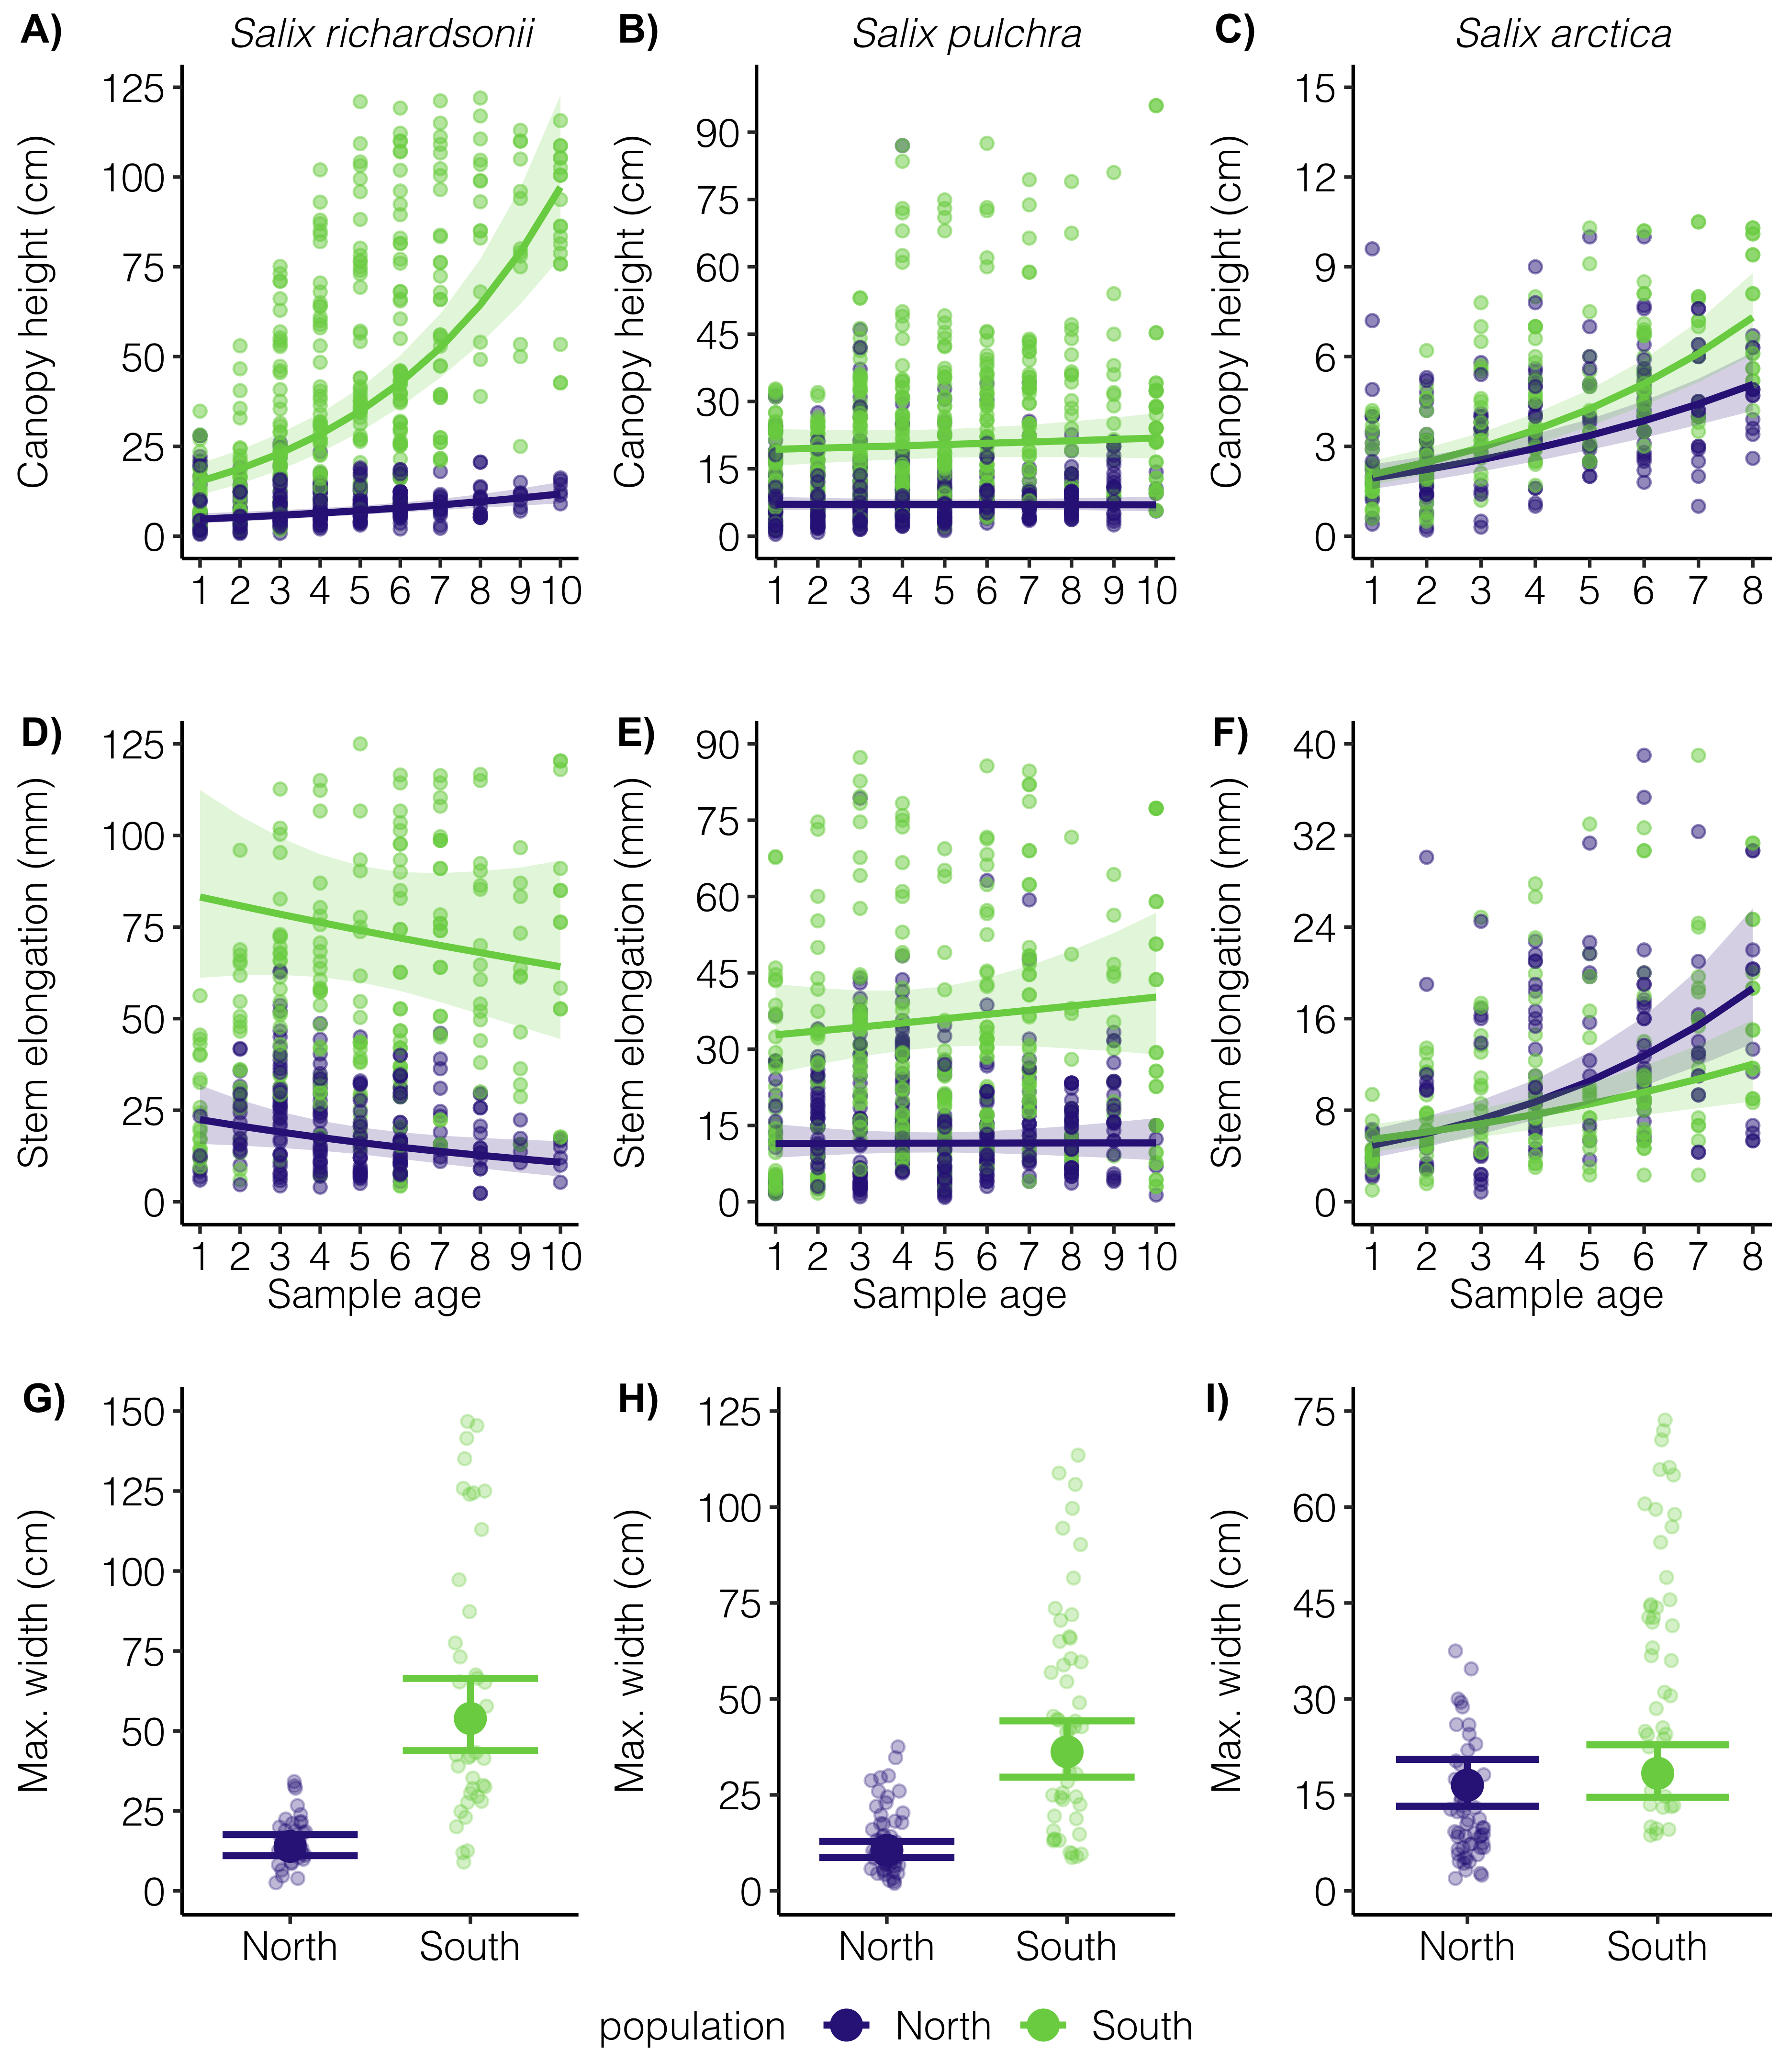 A) Salix richardsonii B) Salix pulchra C) Salix arctica
Canopy height (cm)
125
100
75
50
25
0
1 2 3 4 5 6 7 8 9 10
Canopy height (cm)
90
75
60
45
30
15
0
1 2 3 4 5 6 7 8 9 10
Canopy height (cm)
15
12
9
6
3
0
1 2 3 4 5 6 7 8
D)
Stem elongation (mm)
125
100
75
50
25
0
1 2 3 4 5 6 7 8 9 10
Sample age
E)
Stem elongation (mm)
90
75
60
45
30
15
0
1 2 3 4 5 6 7 8 9 10
Sample age
F)
Stem elongation (mm)
40
32
24
16
8
0
1 2 3 4 5 6 7 8
Sample age
G)
Max. width (cm)
150
125
100
75
50
25
0
North South
H)
Max. width (cm)
125
100
75
50
25
0
North South
I)
Max. width (cm)
75
60
45
30
15
0
North South
population North South